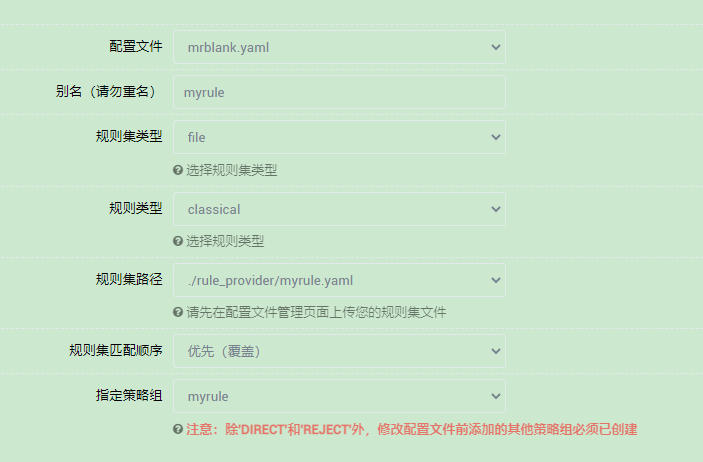 配置文件 mrblank.yaml
别名（请勿重名） myrule
规则集类型 file
选择规则集类型
规则类型 classical
选择规则类型
规则集路径 ./rule_provider/myrule.yaml
请先在配置文件管理页面上传您的规则集文件
规则集匹配顺序 优先（覆盖）
指定策略组 myrule
注意：除'DIRECT'和'REJECT'外，修改配置文件前添加的其他策略组必须已创建